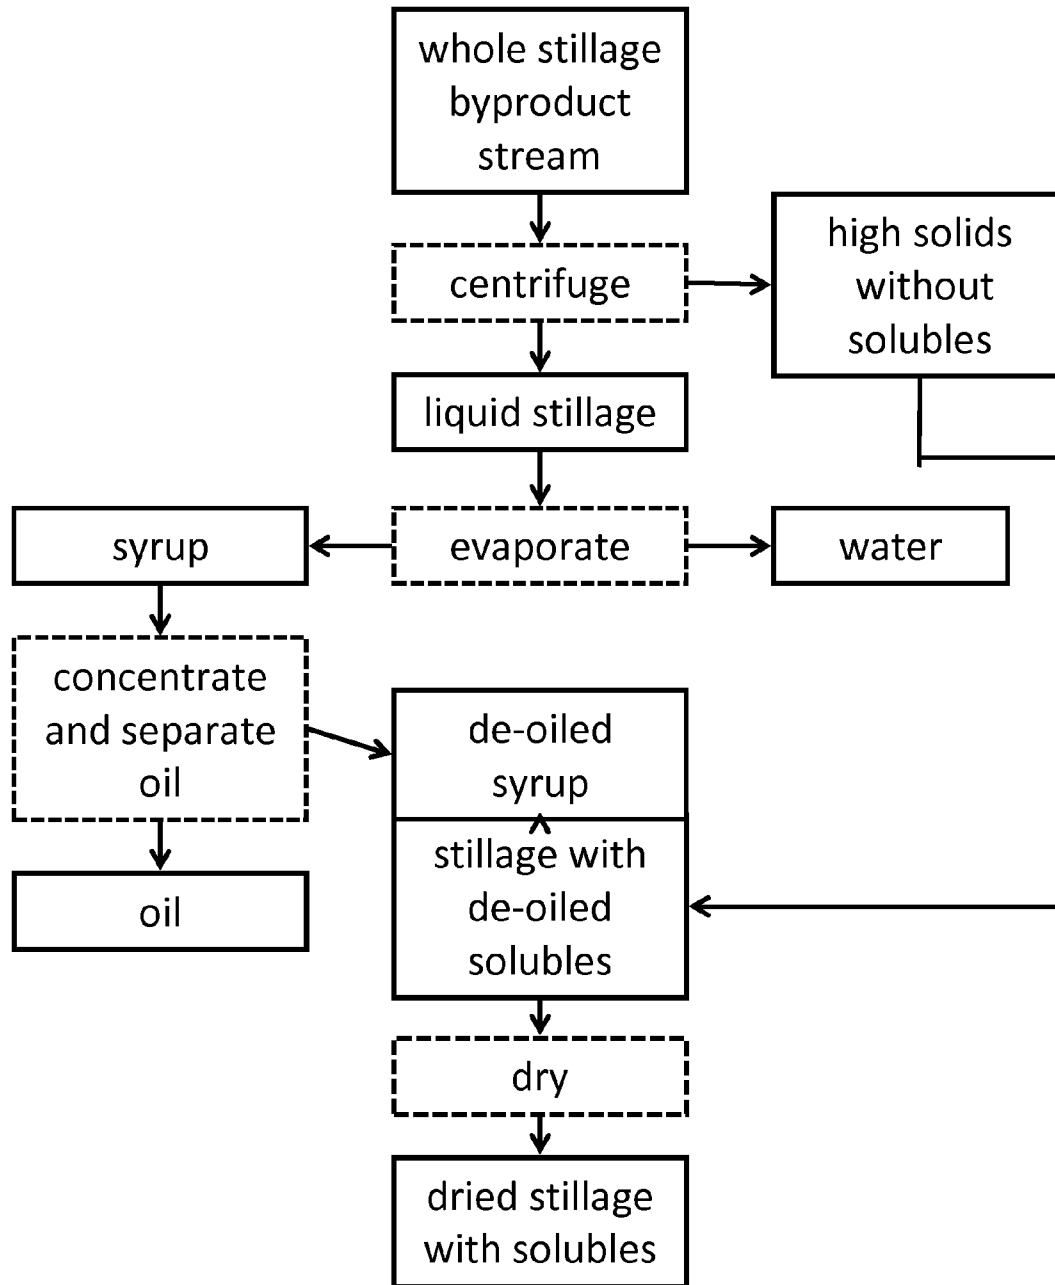 whole stillage
byproduct
stream
centrifuge
high solids
without
solubles
liquid stillage
syrup
evaporate
water
concentrate
and separate
oil
de-oiled
syrup
stillage with
de-oiled
solubles
oil
dry
dried stillage
with solubles